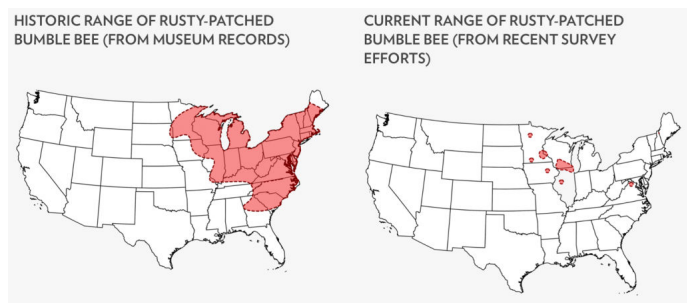 HISTORIC RANGE OF RUSTY-PATCHED
BUMBLE BEE (FROM MUSEUM RECORDS)
CURRENT RANGE OF RUSTY-PATCHED
BUMBLE BEE (FROM RECENT SURVEY
EFFORTS)